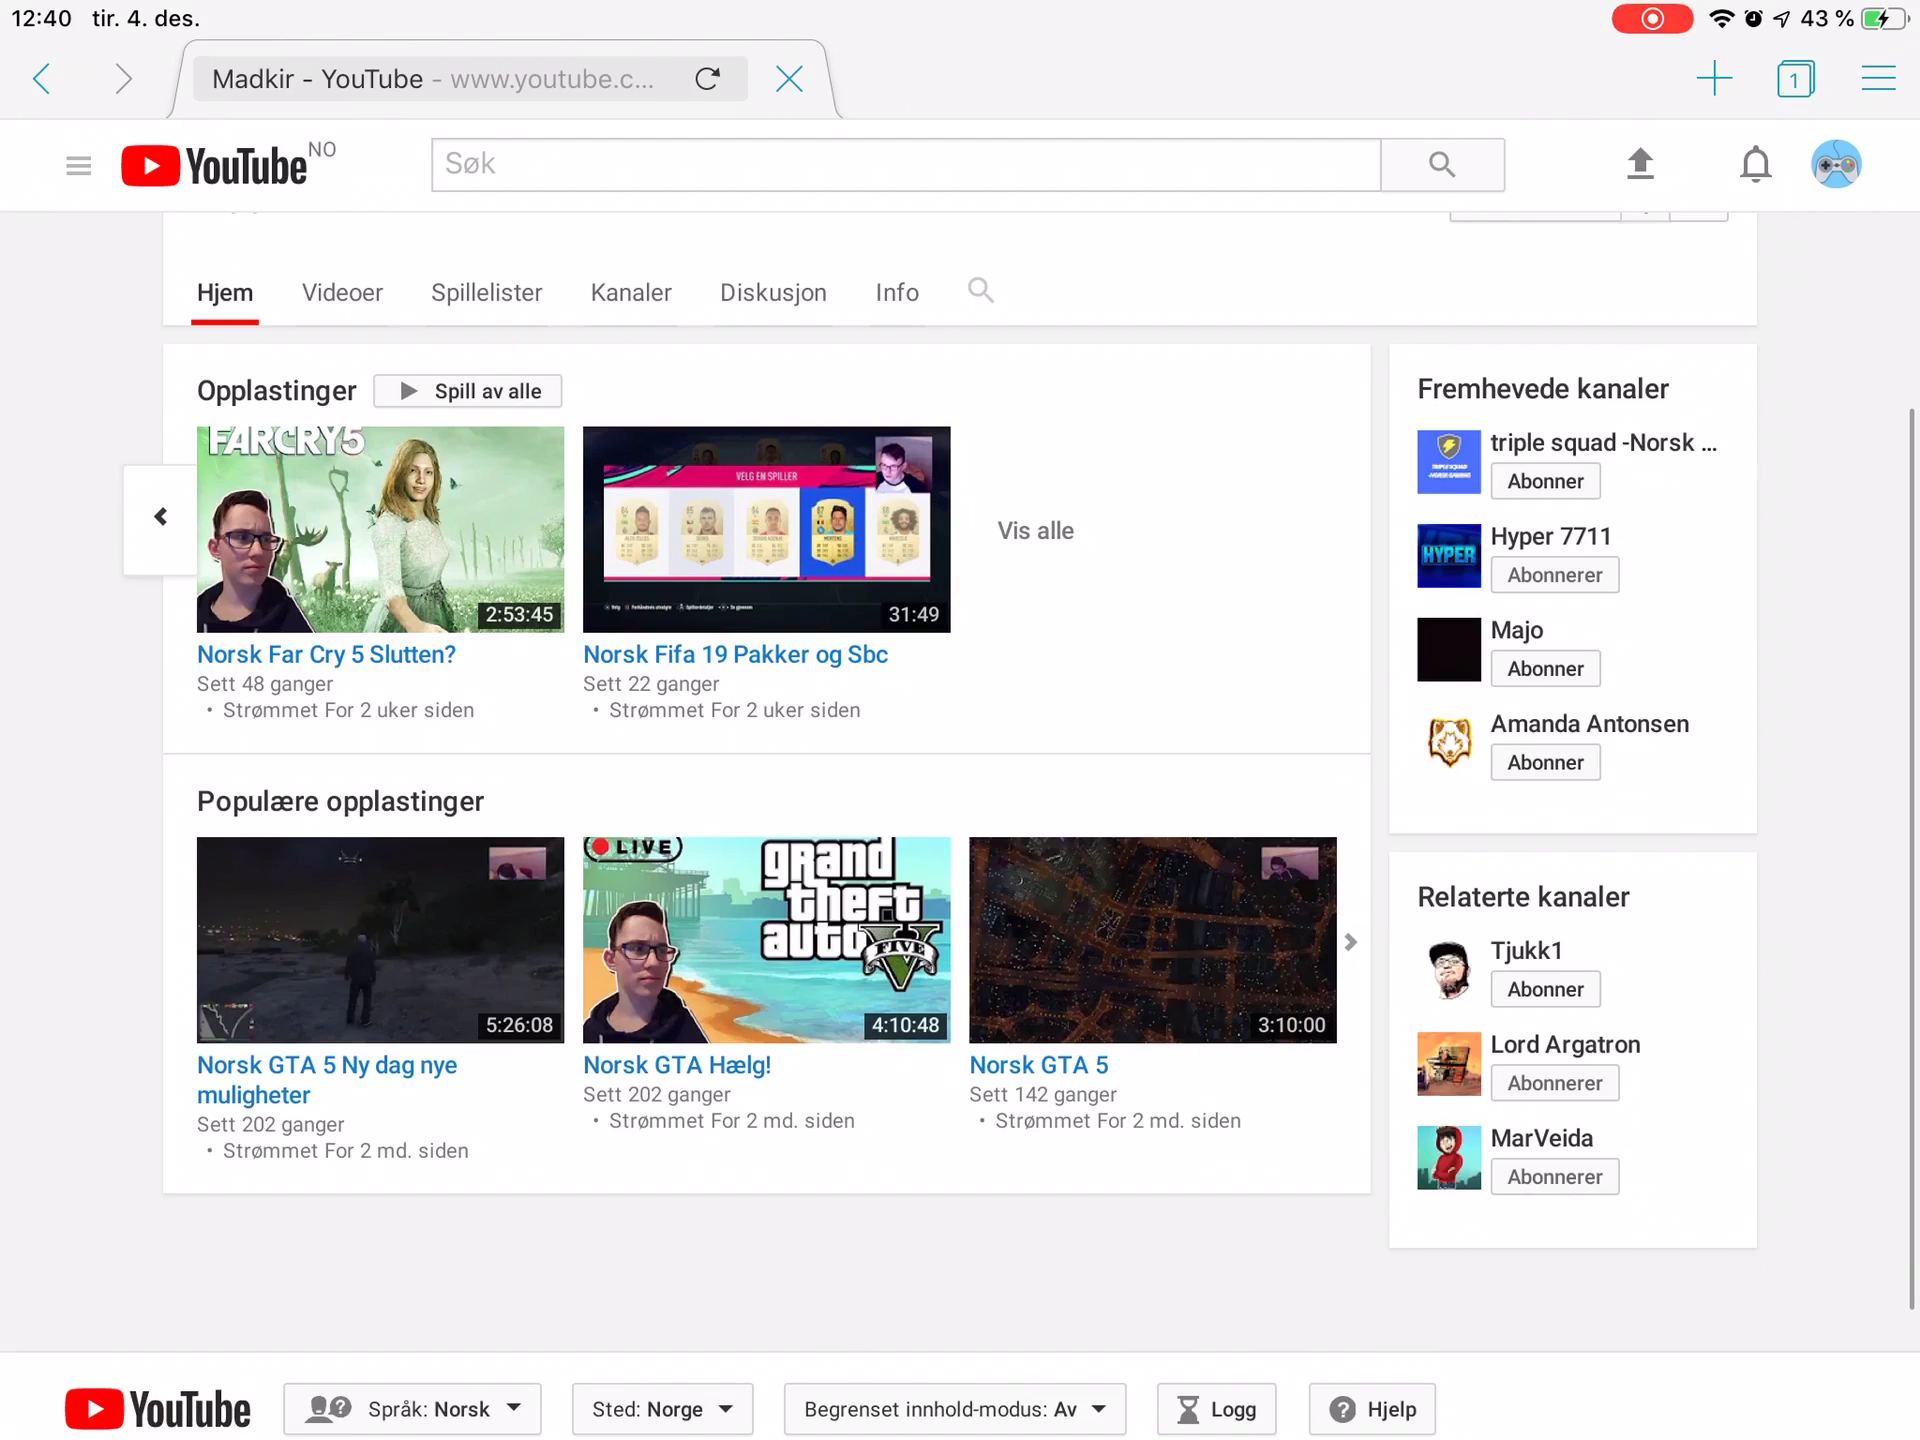 12:40 tir. 4. des.
43 %
Madkir - YouTube - www.youtube.c...
1
YouTube NO
Søk
Hjem Videoer Spillelister Kanaler Diskusjon Info
Opplastinger Spill av alle
FARCRY5
2:53:45
Norsk Far Cry 5 Slutten?
Sett 48 ganger
• Strømmet For 2 uker siden
VELG EN SPILLER
31:49
Norsk Fifa 19 Pakker og Sbc
Sett 22 ganger
• Strømmet For 2 uker siden
Vis alle
Populære opplastinger
5:26:08
Norsk GTA 5 Ny dag nye
muligheter
Sett 202 ganger
• Strømmet For 2 md. siden
LIVE
grand
theft
auto
FIVE
4:10:48
Norsk GTA Hælg!
Sett 202 ganger
• Strømmet For 2 md. siden
3:10:00
Norsk GTA 5
Sett 142 ganger
• Strømmet For 2 md. siden
Fremhevede kanaler
TRIPLE SQUAD
triple squad -Norsk ...
Abonner
HYPER
Hyper 7711
Abonnerer
Majo
Abonner
Amanda Antonsen
Abonner
Relaterte kanaler
Tjukk1
Abonner
Lord Argatron
Abonnerer
MarVeida
Abonnerer
YouTube
Språk: Norsk
Sted: Norge
Begrenset innhold-modus: Av
Logg
Hjelp